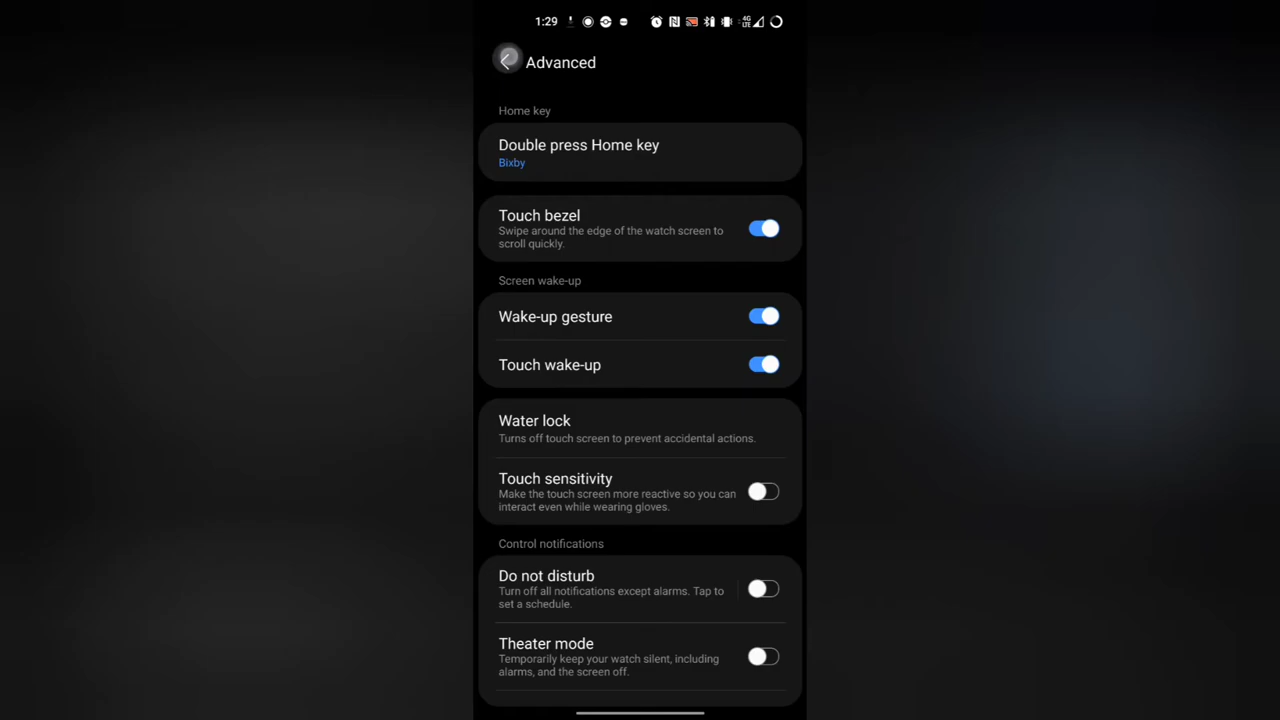 1:29
4G
LTE
Advanced
Home key
Double press Home key
Bixby
Touch bezel
Swipe around the edge of the watch screen to
scroll quickly.
Screen wake-up
Wake-up gesture
Touch wake-up
Water lock
Turns off touch screen to prevent accidental actions.
Touch sensitivity
Make the touch screen more reactive so you can
interact even while wearing gloves.
Control notifications
Do not disturb
Turn off all notifications except alarms. Tap to
set a schedule.
Theater mode
Temporarily keep your watch silent, including
alarms, and the screen off.